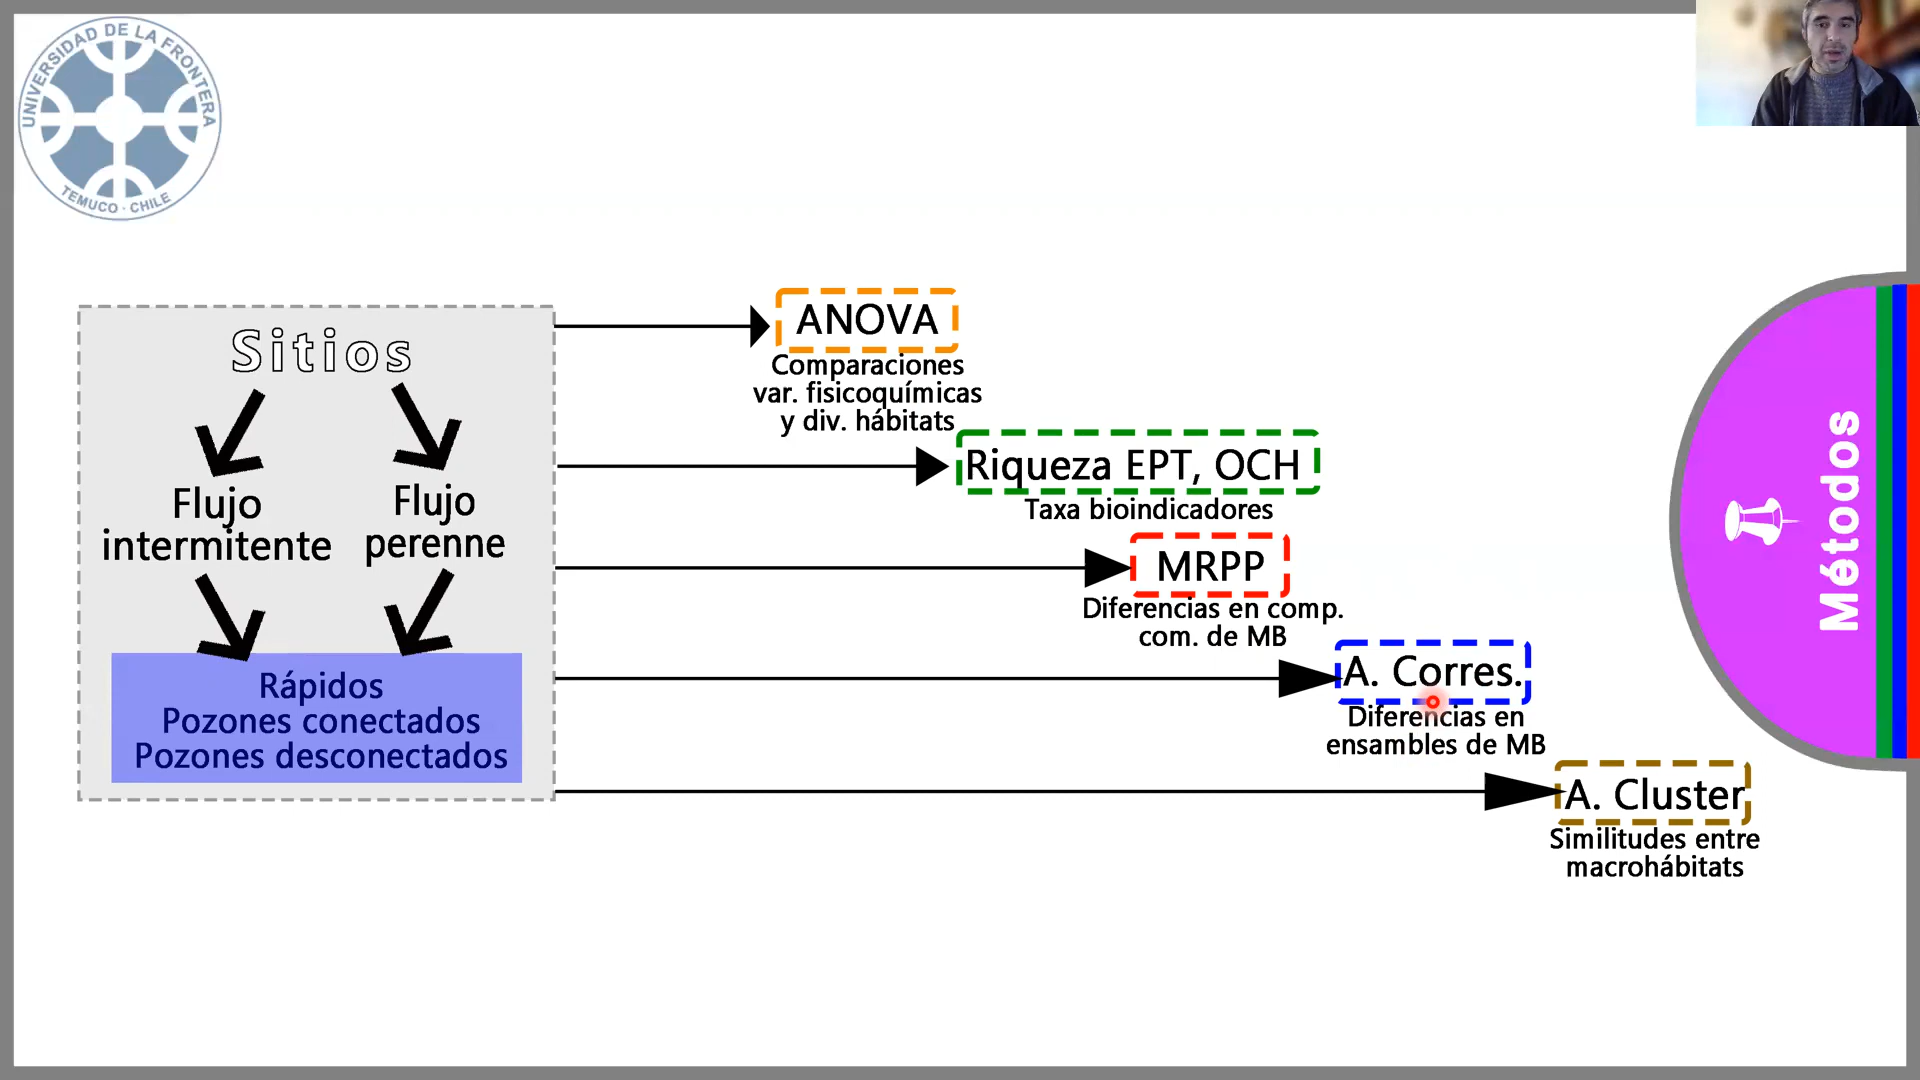 UNIVERSIDAD DE LA FRONTERA
TEMUCO · CHILE
Sitios
Flujo
intermitente
Flujo
perenne
Rápidos
Pozones conectados
Pozones desconectados
ANOVA
Comparaciones
var. fisicoquímicas
y div. hábitats
Riqueza EPT, OCH
Taxa bioindicadores
MRPP
Diferencias en comp.
com. de MB
A. Corres.
Diferencias en
ensambles de MB
A. Cluster
Similitudes entre
macrohábitats
Métodos